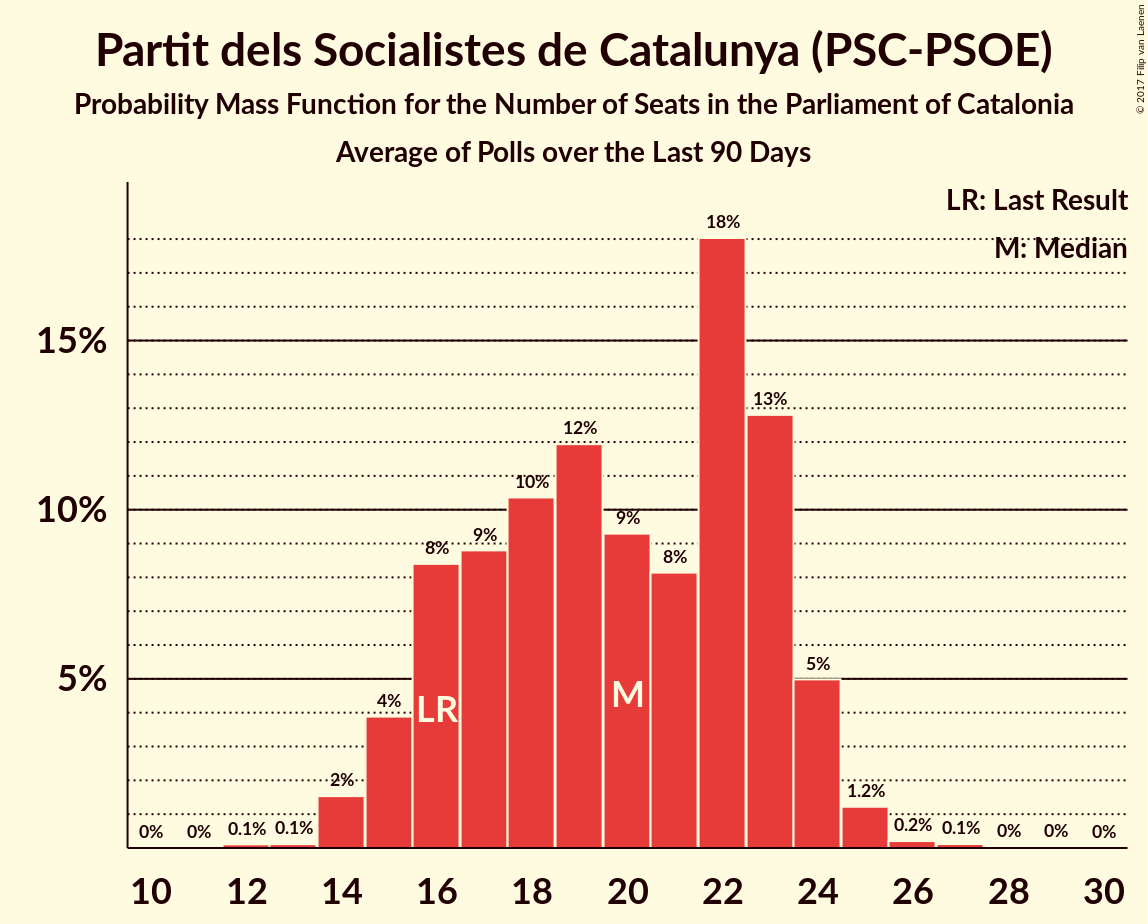 Partit dels Socialistes de Catalunya (PSC-PSOE)
Probability Mass Function for the Number of Seats in the Parliament of Catalonia
Average of Polls over the Last 90 Days
© 2017 Filip van Laenen
LR: Last Result
M: Median
15%
10%
5%
0%
0%
0.1%
0.1%
2%
4%
8%
9%
10%
12%
9%
8%
18%
13%
5%
1.2%
0.2%
0.1%
0%
0%
0%
LR
M
10 12 14 16 18 20 22 24 26 28 30